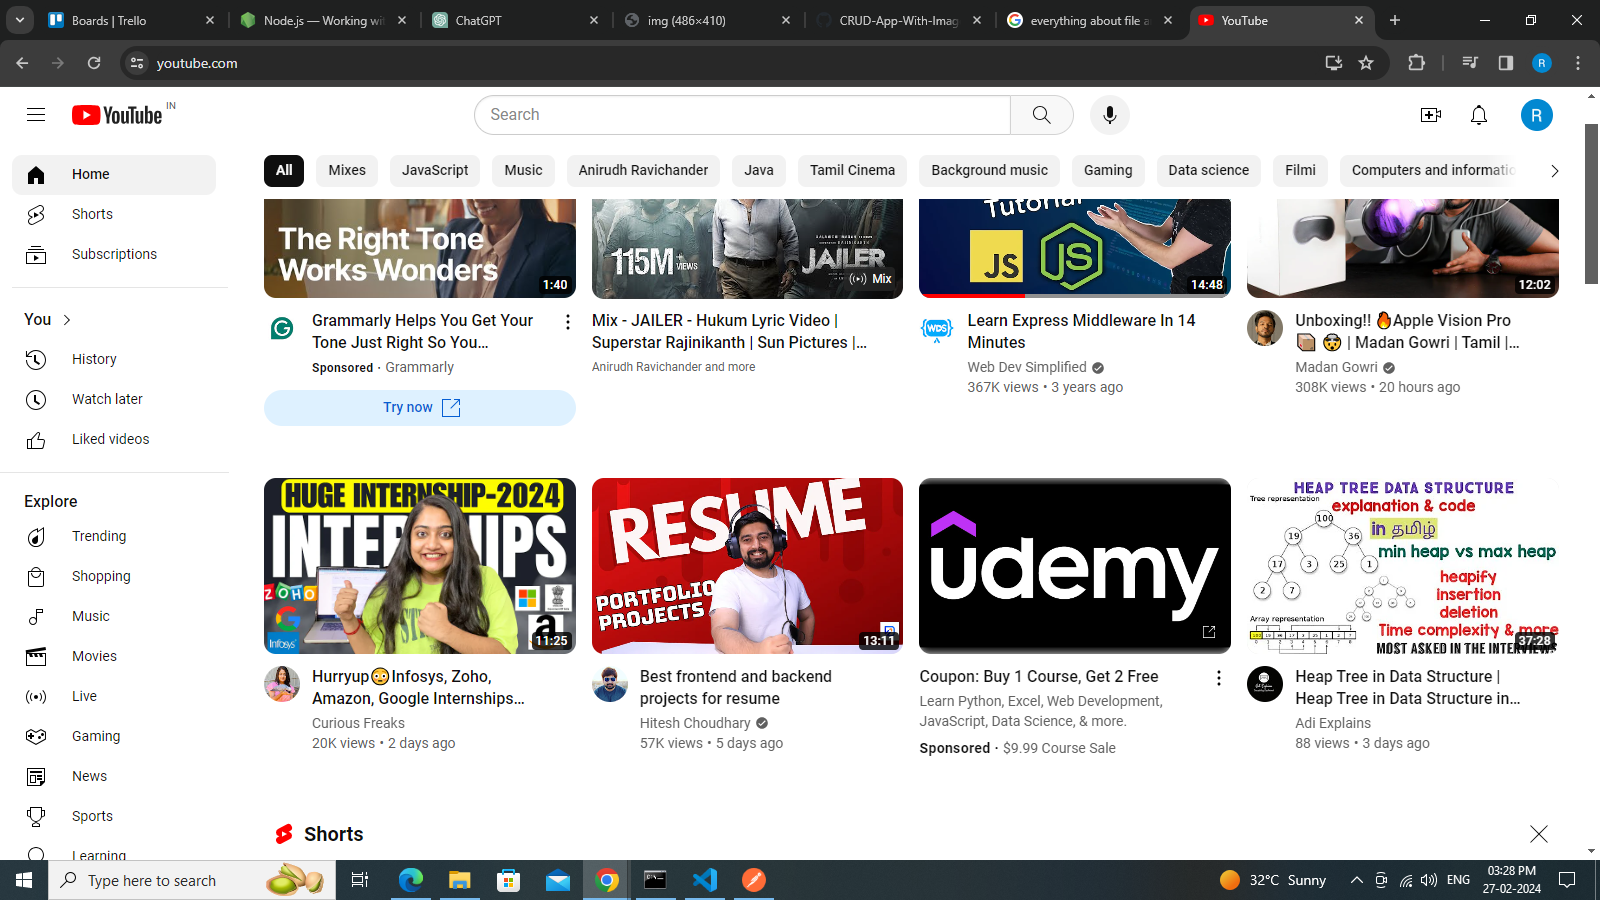 Boards | Trello
Node.js — Working wi
ChatGPT
img (486×410)
CRUD-App-With-Imag
everything about file a
YouTube
youtube.com
R
YouTube IN
Search
R
Home
Shorts
Subscriptions
You
History
Watch later
Liked videos
Explore
Trending
Shopping
Music
Movies
Live
Gaming
News
Sports
Learning
All
Mixes
JavaScript
Music
Anirudh Ravichander
Java
Tamil Cinema
Background music
Gaming
Data science
Filmi
Computers and informatio
The Right Tone
Works Wonders
1:40
Grammarly Helps You Get Your
Tone Just Right So You…
Sponsored · Grammarly
Try now
115M+
VIEWS
JAILER
Mix
Mix - JAILER - Hukum Lyric Video |
Superstar Rajinikanth | Sun Pictures |…
Anirudh Ravichander and more
Tutorial
JS
JS
14:48
WDS
Learn Express Middleware In 14
Minutes
Web Dev Simplified
367K views • 3 years ago
12:02
Unboxing!! 🔥Apple Vision Pro
📦 🤯 | Madan Gowri | Tamil |…
Madan Gowri
308K views • 20 hours ago
HUGE INTERNSHIP-2024
INTERNSHIPS
ZOHO
Infosys
11:25
Hurryup😳Infosys, Zoho,
Amazon, Google Internships…
Curious Freaks
20K views • 2 days ago
RESUME
PORTFOLIO
PROJECTS
13:11
Best frontend and backend
projects for resume
Hitesh Choudhary
57K views • 5 days ago
udemy
Coupon: Buy 1 Course, Get 2 Free
Learn Python, Excel, Web Development,
JavaScript, Data Science, & more.
Sponsored · $9.99 Course Sale
HEAP TREE DATA STRUCTURE
Tree representation
explanation & code
in தமிழ்
min heap vs max heap
100
19 36
17 3 25 1
2 7
heapify
insertion
deletion
Array representation
Time complexity & more
MOST ASKED IN THE INTERVIEWS
37:28
Heap Tree in Data Structure |
Heap Tree in Data Structure in…
Adi Explains
88 views • 3 days ago
Shorts
Type here to search
32°C Sunny
ENG
03:28 PM
27-02-2024